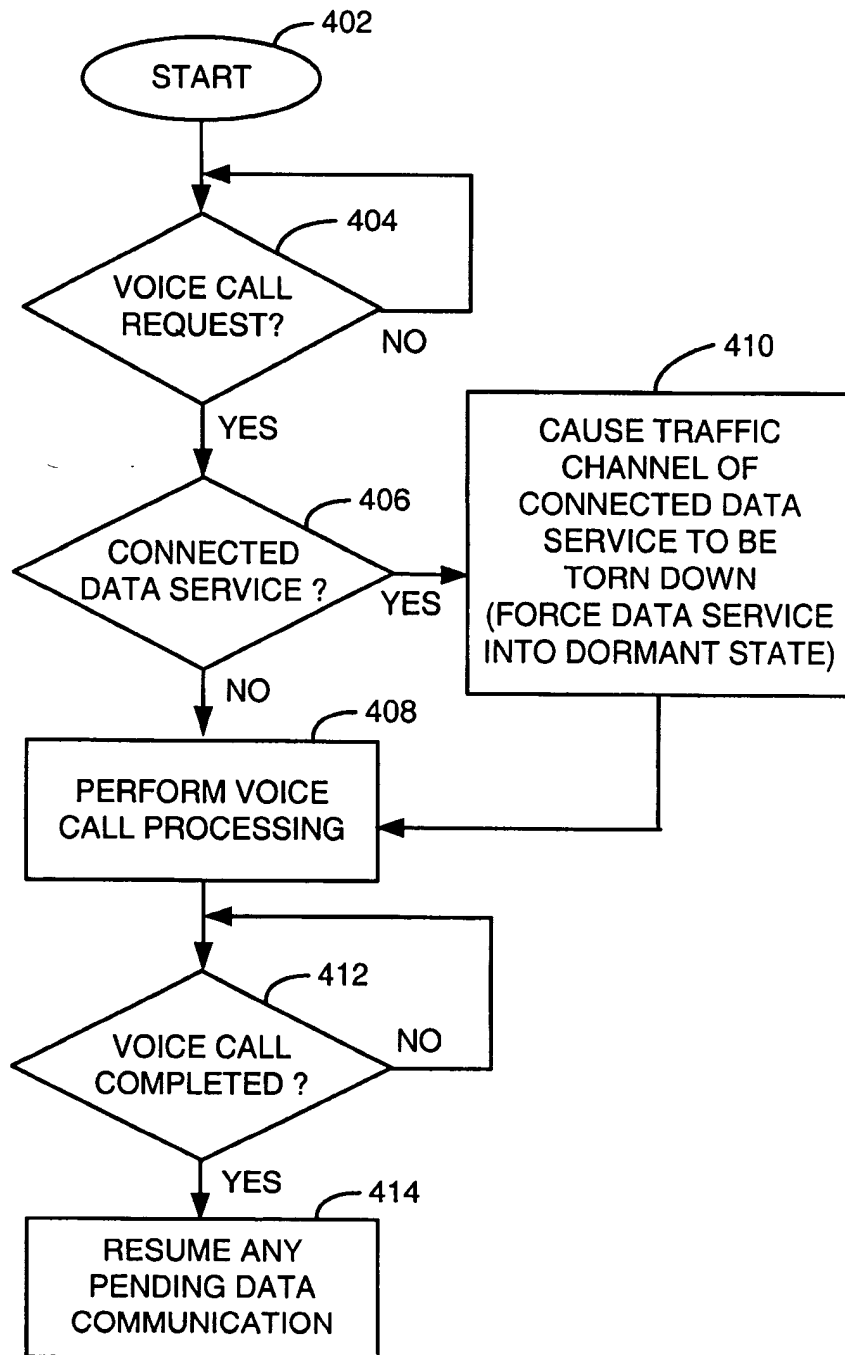 402
START
404
VOICE CALL
REQUEST?
NO
YES
410
CAUSE TRAFFIC
CHANNEL OF
CONNECTED DATA
SERVICE TO BE
TORN DOWN
(FORCE DATA SERVICE
INTO DORMANT STATE)
406
CONNECTED
DATA SERVICE ?
YES
NO
408
PERFORM VOICE
CALL PROCESSING
412
VOICE CALL
COMPLETED ?
NO
YES
414
RESUME ANY
PENDING DATA
COMMUNICATION